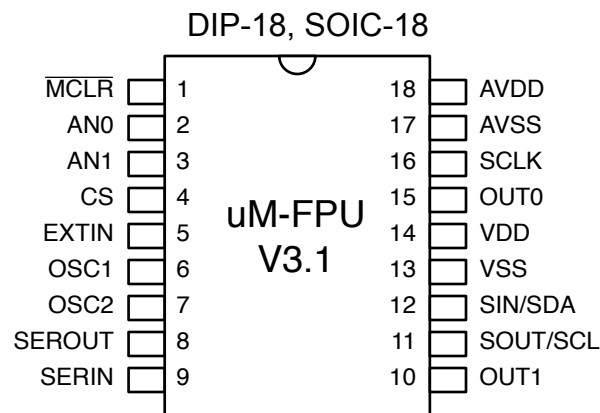 DIP-18, SOIC-18
MCLR 1 18 AVDD
AN0 2 17 AVSS
AN1 3 16 SCLK
CS 4 15 OUT0
EXTIN 5 14 VDD
OSC1 6 13 VSS
OSC2 7 12 SIN/SDA
SEROUT 8 11 SOUT/SCL
SERIN 9 10 OUT1
uM-FPU
V3.1